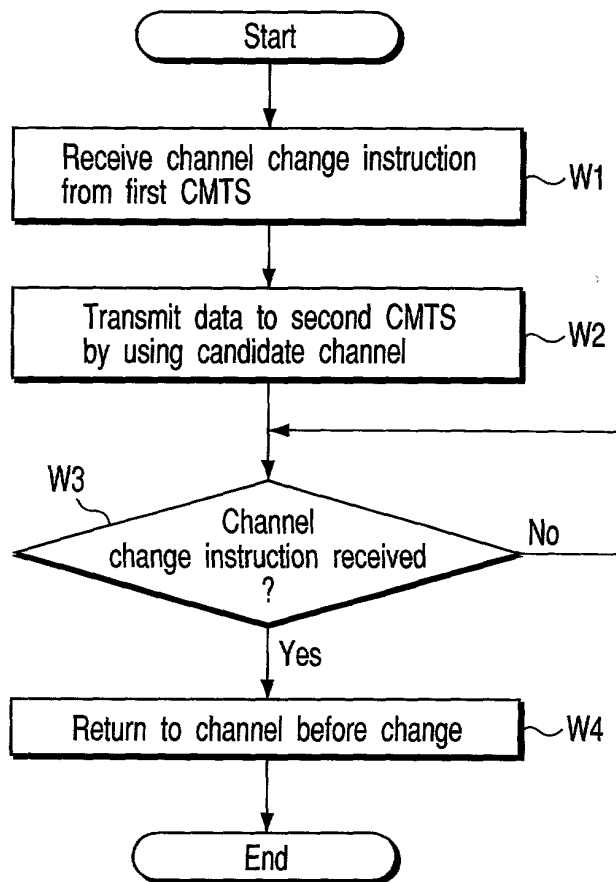 Start
Receive channel change instruction
from first CMTS
W1
Transmit data to second CMTS
by using candidate channel
W2
W3
Channel
change instruction received
?
No
Yes
Return to channel before change
W4
End